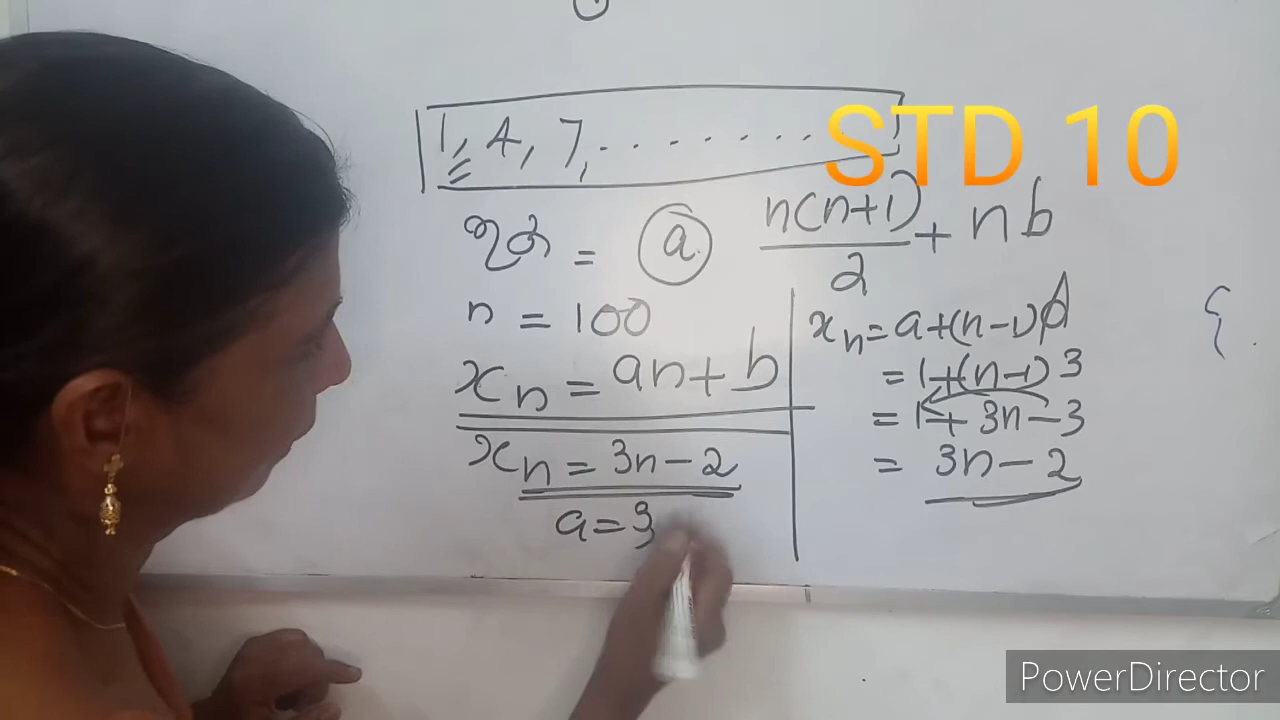 1, 4, 7, ........
STD 10
തുക = a n(n+1)/2 + nb
n = 100
xn = an + b
xn = 3n - 2
a = 3
xn = a + (n-1)d
= 1 + (n-1) 3
= 1 + 3n - 3
= 3n - 2
PowerDirector